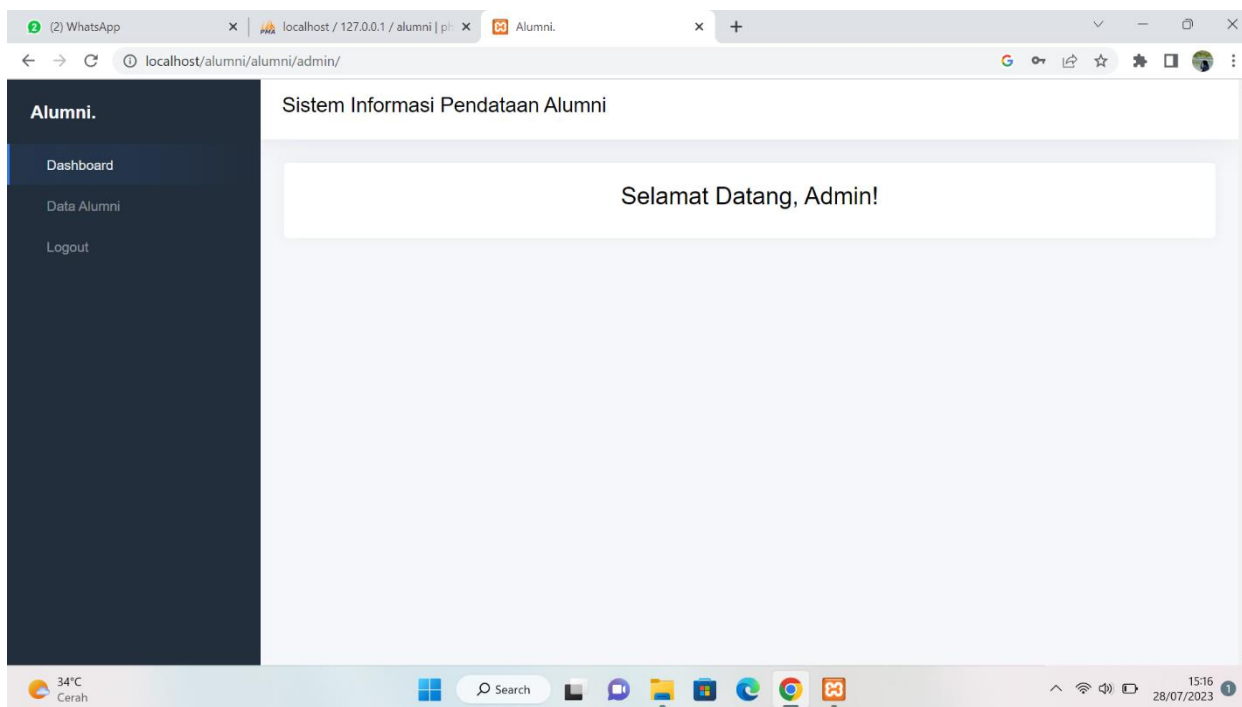 (2) WhatsApp
localhost / 127.0.0.1 / alumni | ph
Alumni.
localhost/alumni/alumni/admin/
Alumni.
Sistem Informasi Pendataan Alumni
Dashboard
Selamat Datang, Admin!
Data Alumni
Logout
34°C
Cerah
Search
15:16
28/07/2023
1